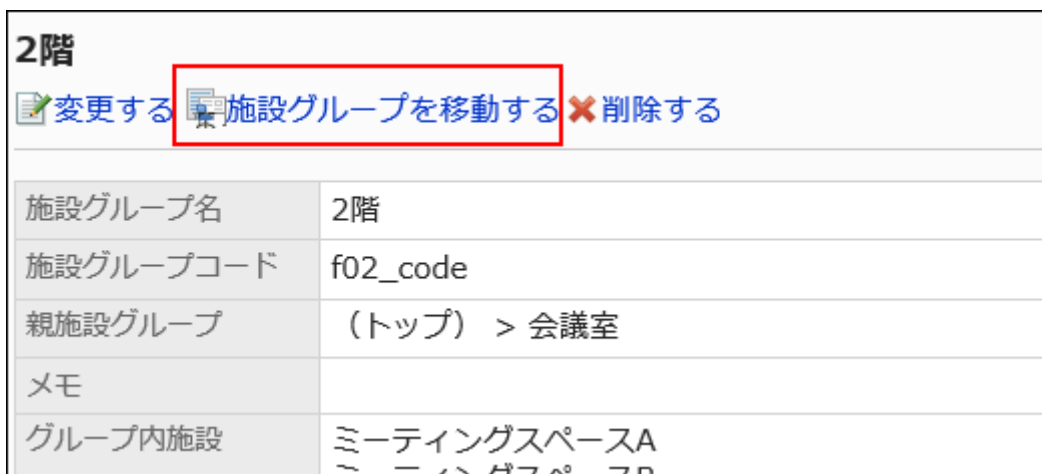 2階
変更する 施設グループを移動する 削除する
施設グループ名 2階
施設グループコード f02_code
親施設グループ （トップ） > 会議室
メモ
グループ内施設 ミーティングスペースA